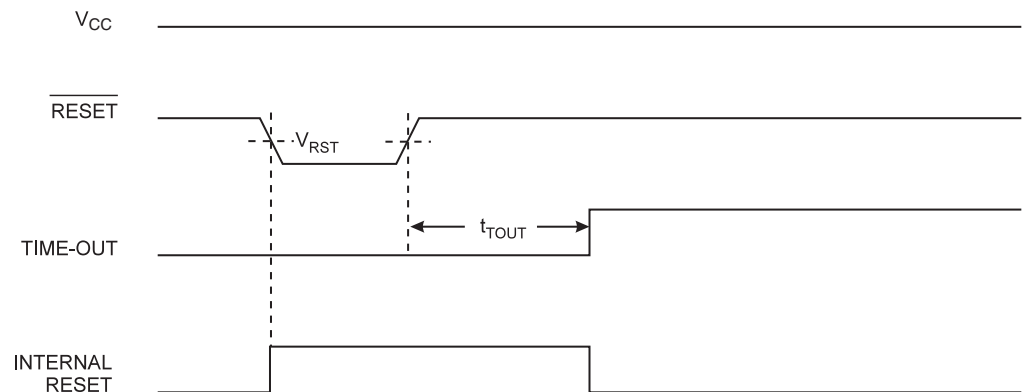 VCC
RESET
VRST
tTOUT
TIME-OUT
INTERNAL
RESET